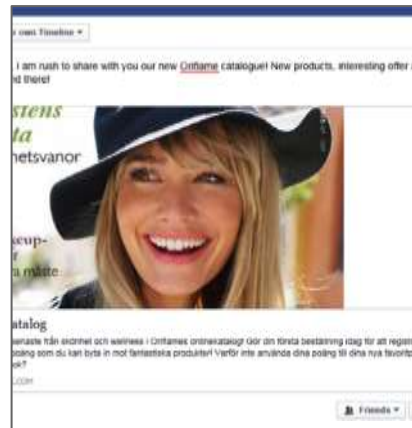 own Timeline
I am rush to share with you our new Oriflame catalogue! New products, interesting offer
nd there!
stens
ta
hetsvanor
keup-
r
a måste
atalog
senaste från skönhet och wellness i Oriflames onlinekatalog! Gör din första beställning idag för att regist
poäng som du kan byta in mot fantastiska produkter! Varför inte använda dina poäng till dina nya favoritp
ok?
.COM
Friends